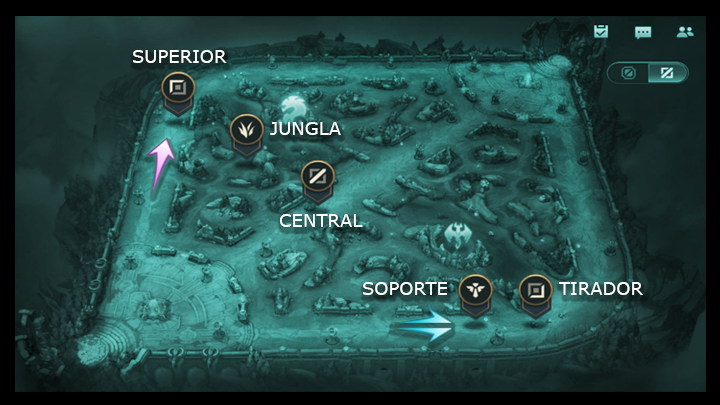 SUPERIOR
JUNGLA
CENTRAL
SOPORTE
TIRADOR